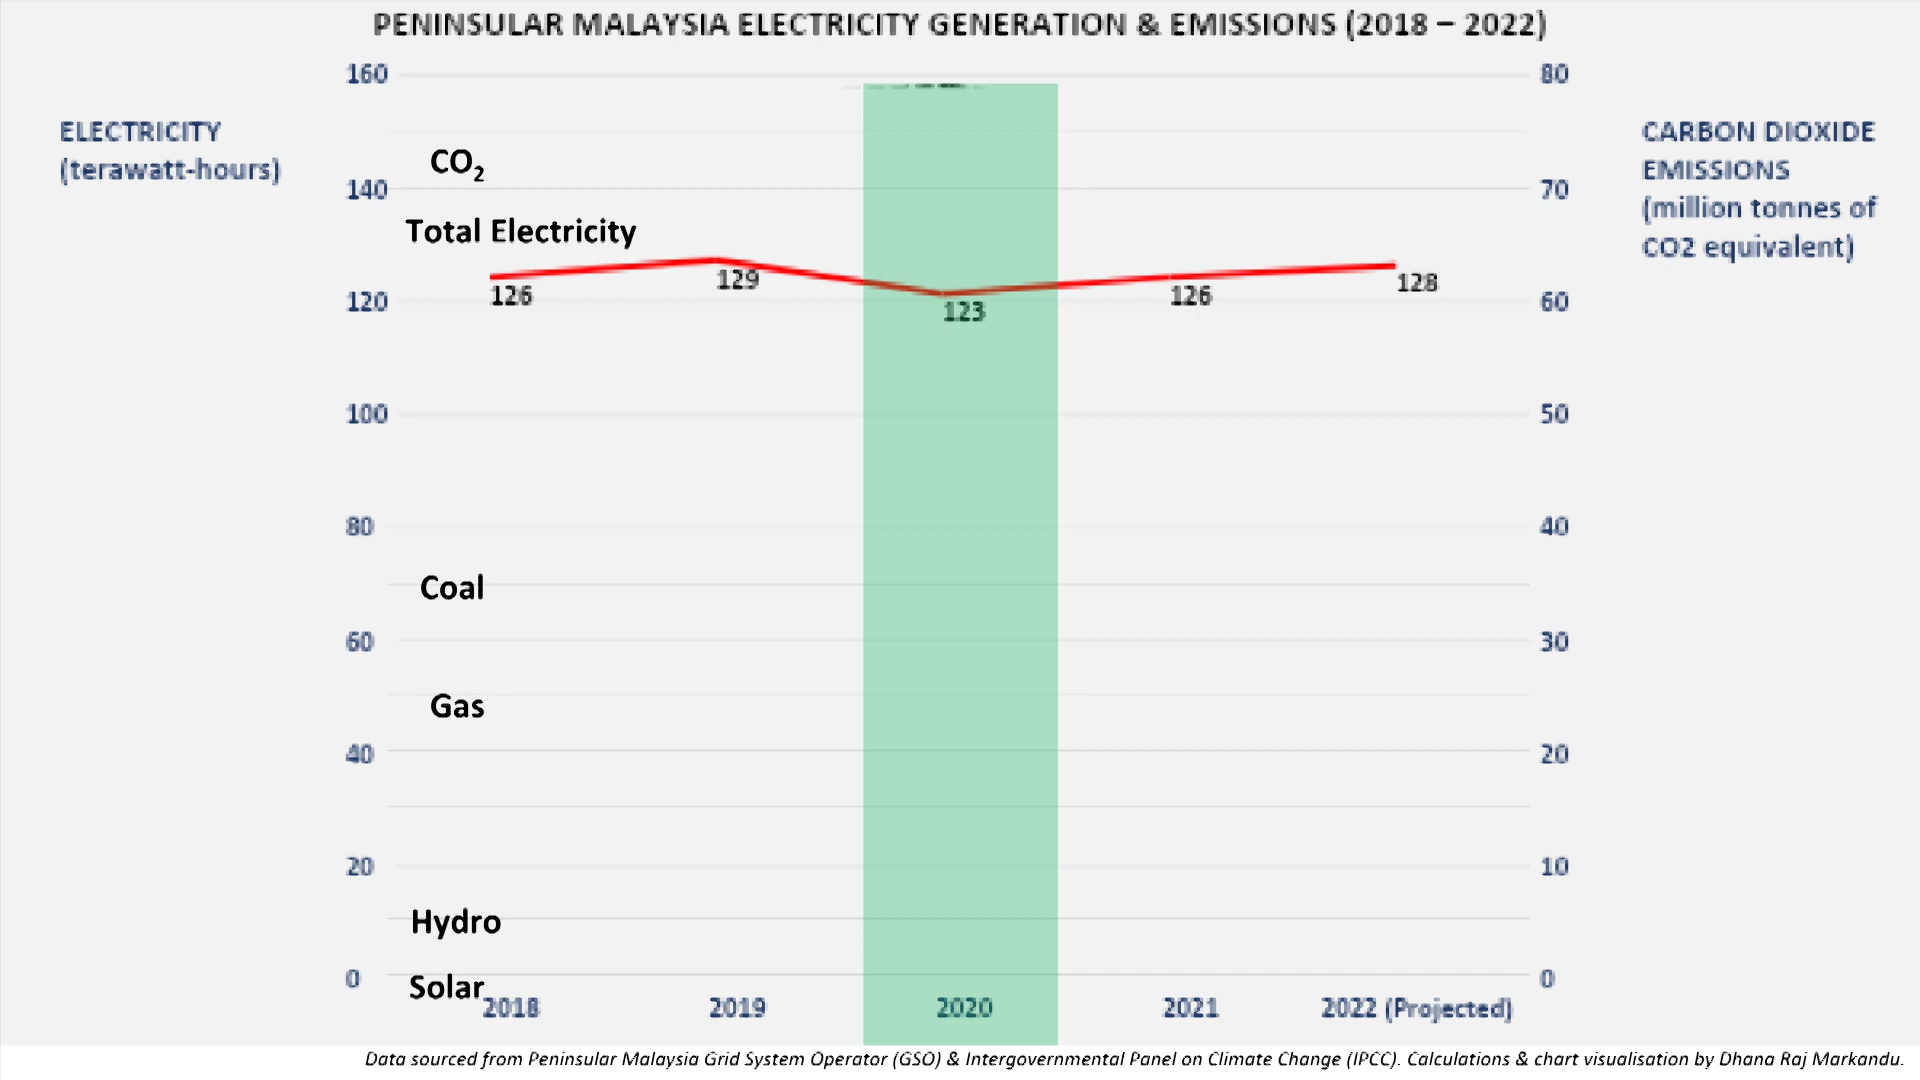 PENINSULAR MALAYSIA ELECTRICITY GENERATION & EMISSIONS (2018 – 2022)
ELECTRICITY
(terawatt-hours)
160
140
120
100
80
60
40
20
0
CO₂
Total Electricity
Coal
Gas
Hydro
Solar
126
129
123
126
128
80
70
60
50
40
30
20
10
0
CARBON DIOXIDE
EMISSIONS
(million tonnes of
CO2 equivalent)
2018 2019 2020 2021 2022 (Projected)
Data sourced from Peninsular Malaysia Grid System Operator (GSO) & Intergovernmental Panel on Climate Change (IPCC). Calculations & chart visualisation by Dhana Raj Markandu.